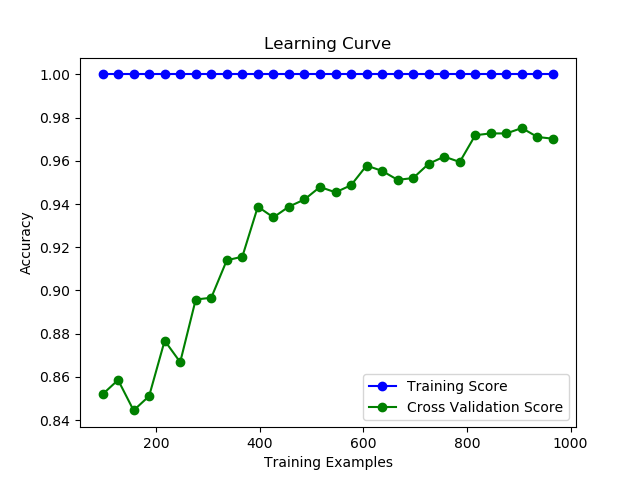 Learning Curve
1.00
0.98
0.96
0.94
0.92
0.90
0.88
0.86
0.84
Accuracy
Training Score
Cross Validation Score
200
400
600
800
1000
Training Examples